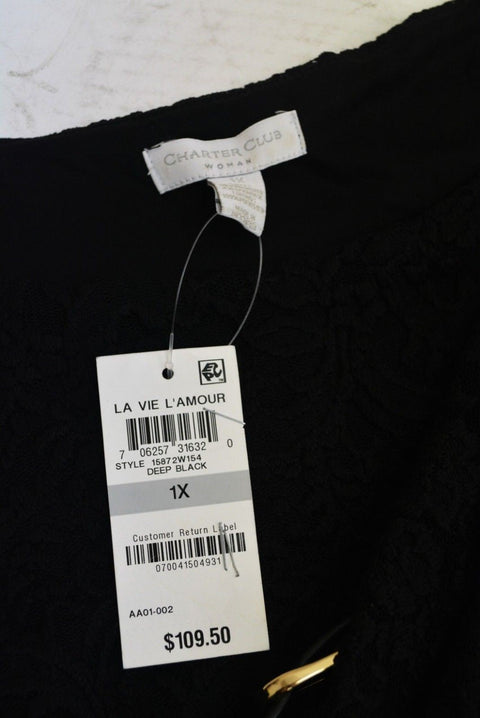 CHARTER CLUB
WOMAN
1X
LA VIE L'AMOUR
7 06257 31632 0
STYLE 15872W154
DEEP BLACK
1X
Customer Return Label
070041504931
AA01-002
$109.50